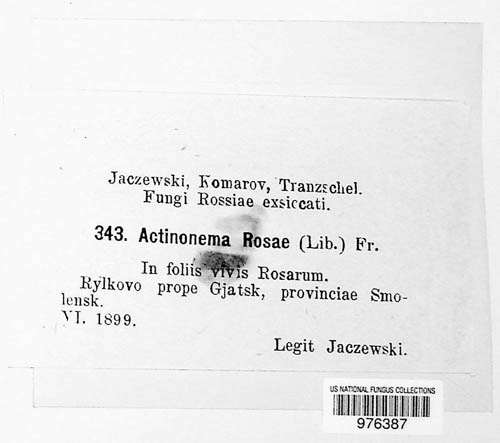 Jaczewski, Komarov, Tranzschel.
Fungi Rossiae exsiccati.
343. Actinonema Rosae (Lib.) Fr.
In foliis vivis Rosarum.
Rylkovo prope Gjatsk, provinciae Smo-
lensk.
VI. 1899.
Legit Jaczewski.
US NATIONAL FUNGUS COLLECTIONS
976387